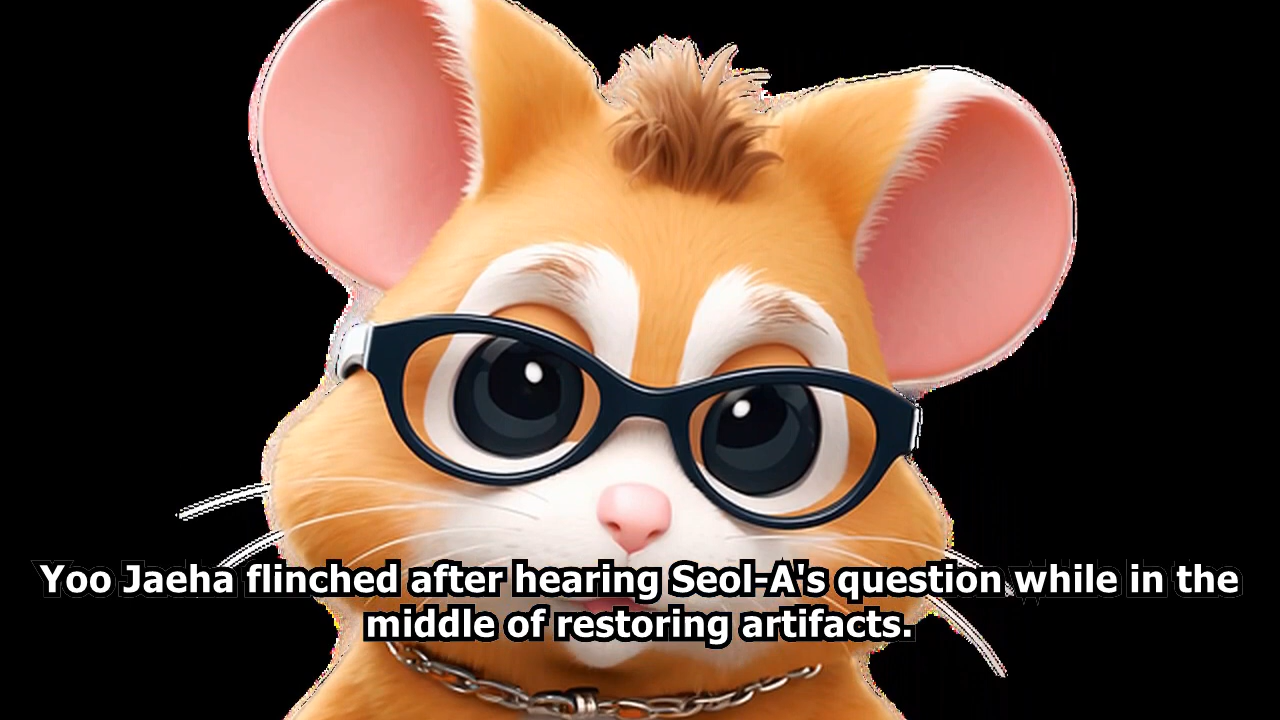 Yoo Jaeha flinched after hearing Seol-A's question while in the
middle of restoring artifacts.